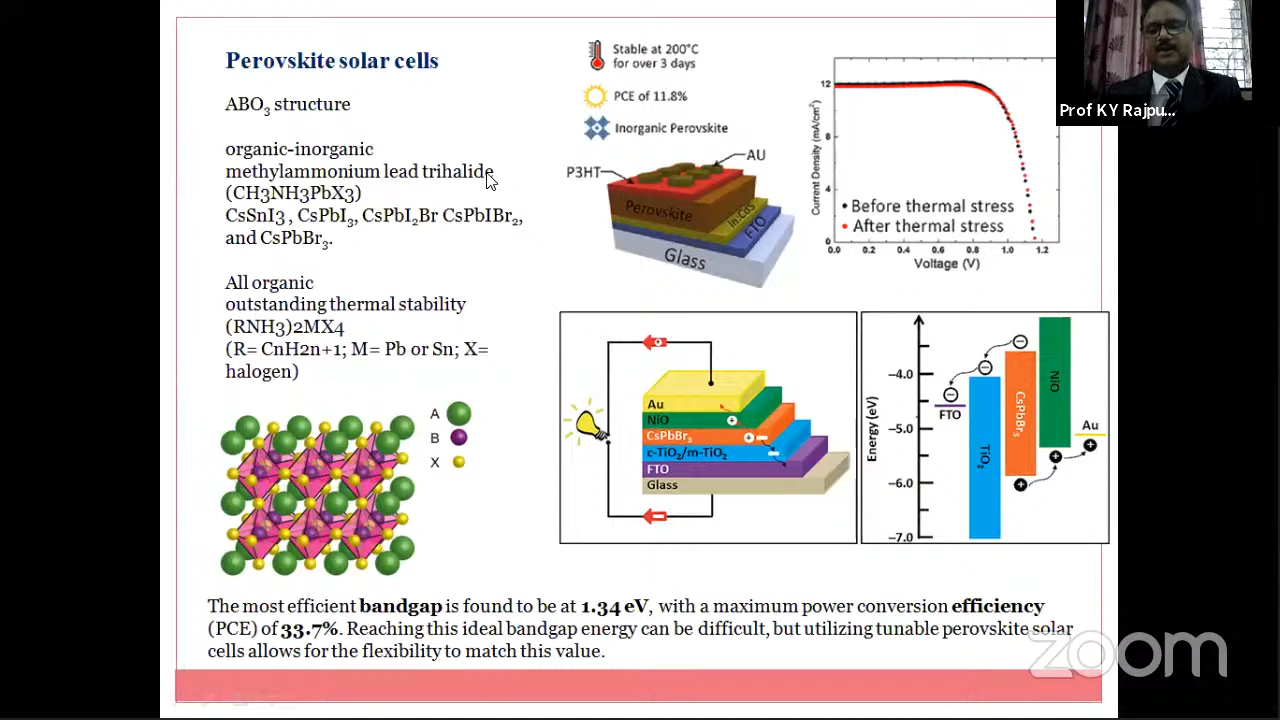 Perovskite solar cells
ABO3 structure
organic-inorganic
methylammonium lead trihalide
(CH3NH3PbX3)
CsSnI3 , CsPbI3, CsPbI2Br CsPbIBr2,
and CsPbBr3.
All organic
outstanding thermal stability
(RNH3)2MX4
(R= CnH2n+1; M= Pb or Sn; X=
halogen)
A
B
X
Stable at 200°C
for over 3 days
PCE of 11.8%
Inorganic Perovskite
AU
P3HT
Perovskite
In:CdS
FTO
Glass
Current Density (mA/cm²)
12
8
4
0
Before thermal stress
After thermal stress
0.0 0.2 0.4 0.6 0.8 1.0 1.2
Voltage (V)
Prof KY Rajpu...
Au
NiO
CsPbBr3
c-TiO2/m-TiO2
FTO
Glass
Energy (eV)
-4.0
-5.0
-6.0
-7.0
FTO
TiO2
CsPbBr3
NiO
Au
The most efficient bandgap is found to be at 1.34 eV, with a maximum power conversion efficiency
(PCE) of 33.7%. Reaching this ideal bandgap energy can be difficult, but utilizing tunable perovskite solar
cells allows for the flexibility to match this value.
zoom